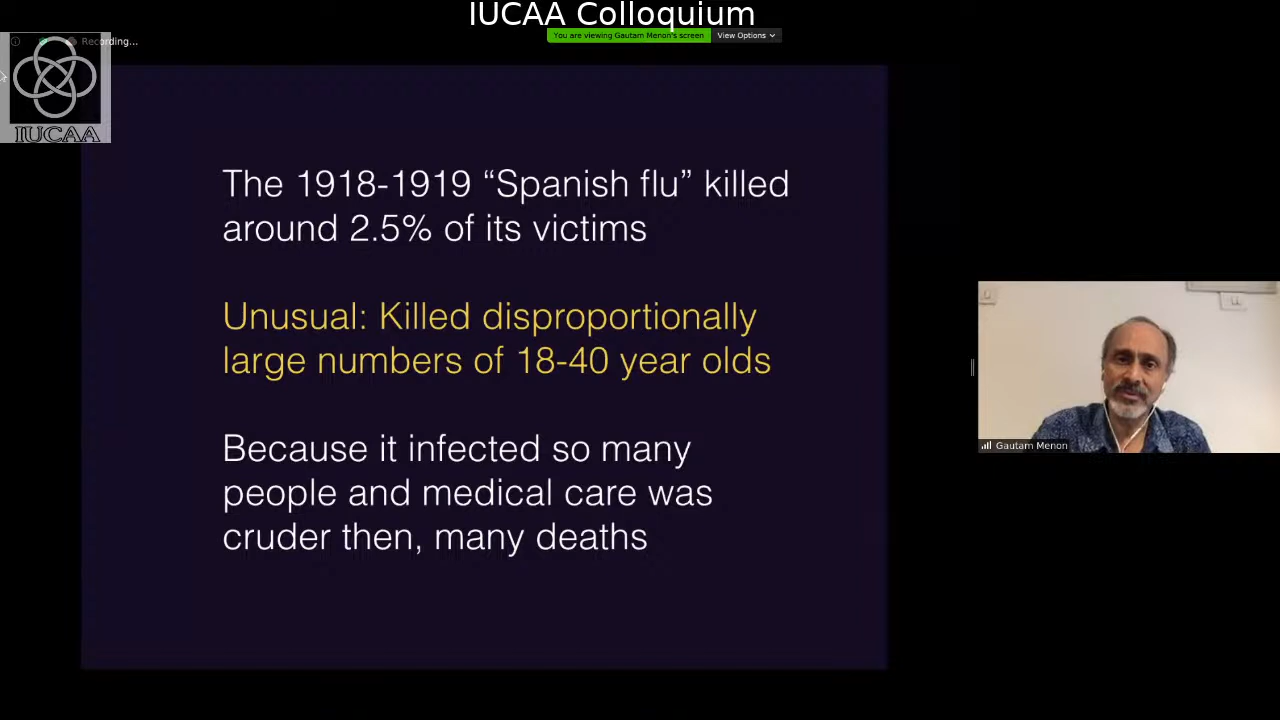 IUCAA Colloquium
You are viewing Gautam Menon's screen
View Options
Recording...
IUCAA
The 1918-1919 “Spanish flu” killed
around 2.5% of its victims
Unusual: Killed disproportionally
large numbers of 18-40 year olds
Because it infected so many
people and medical care was
cruder then, many deaths
Gautam Menon